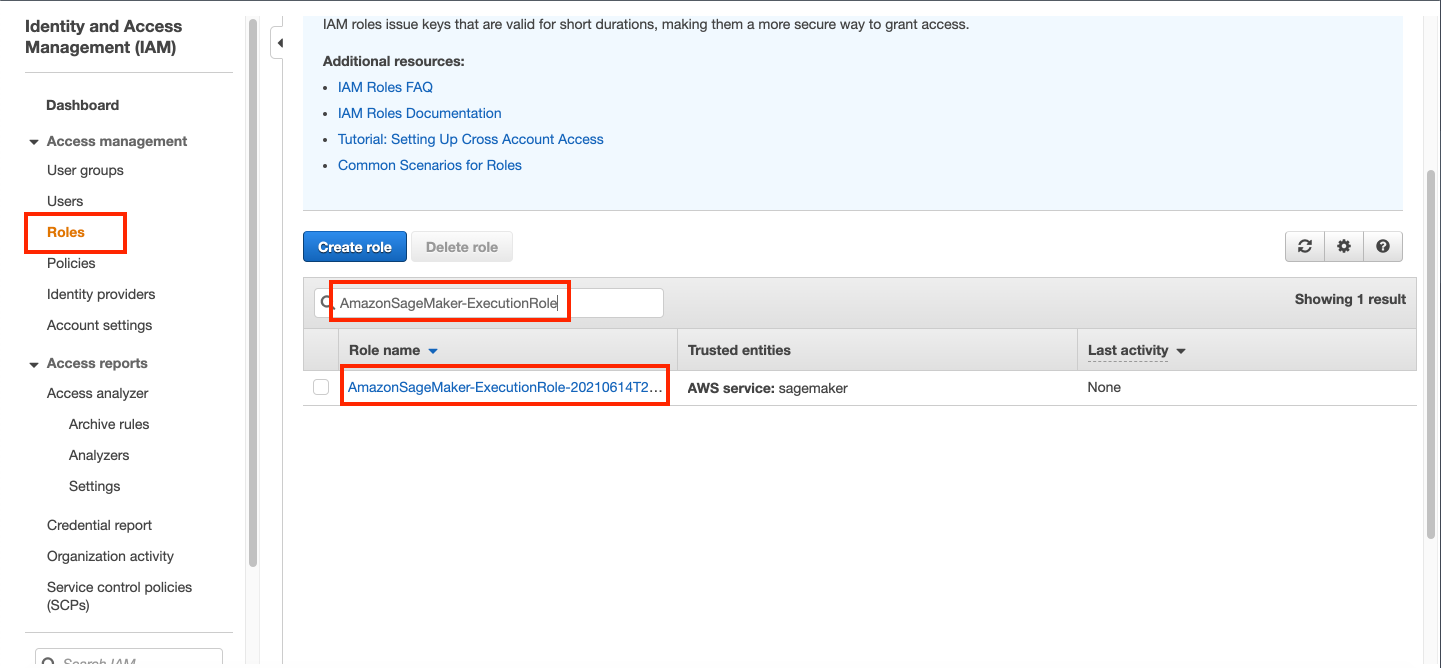 Identity and Access
Management (IAM)
Dashboard
Access management
User groups
Users
Roles
Policies
Identity providers
Account settings
Access reports
Access analyzer
Archive rules
Analyzers
Settings
Credential report
Organization activity
Service control policies
(SCPs)
Search IAM
IAM roles issue keys that are valid for short durations, making them a more secure way to grant access.
Additional resources:
• IAM Roles FAQ
• IAM Roles Documentation
• Tutorial: Setting Up Cross Account Access
• Common Scenarios for Roles
Create role Delete role
AmazonSageMaker-ExecutionRole Showing 1 result
Role name Trusted entities Last activity
AmazonSageMaker-ExecutionRole-20210614T2... AWS service: sagemaker None